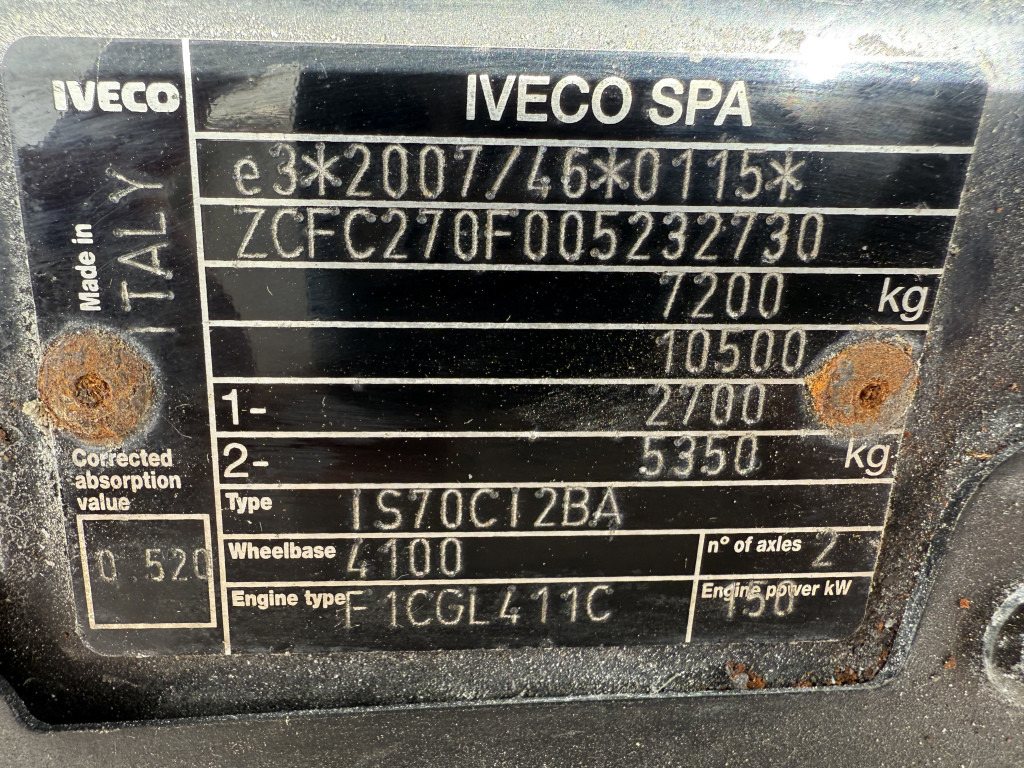 IVECO
IVECO SPA
Made in
ITALY
e3*2007/46*0115*
ZCFC270F005232730
7200 kg
10500
1- 2700
2- 5350 kg
Corrected
absorption
value
0.520
Type IS70CI2BA
Wheelbase 4100 n° of axles 2
Engine type F1CGL411C Engine power kW 150